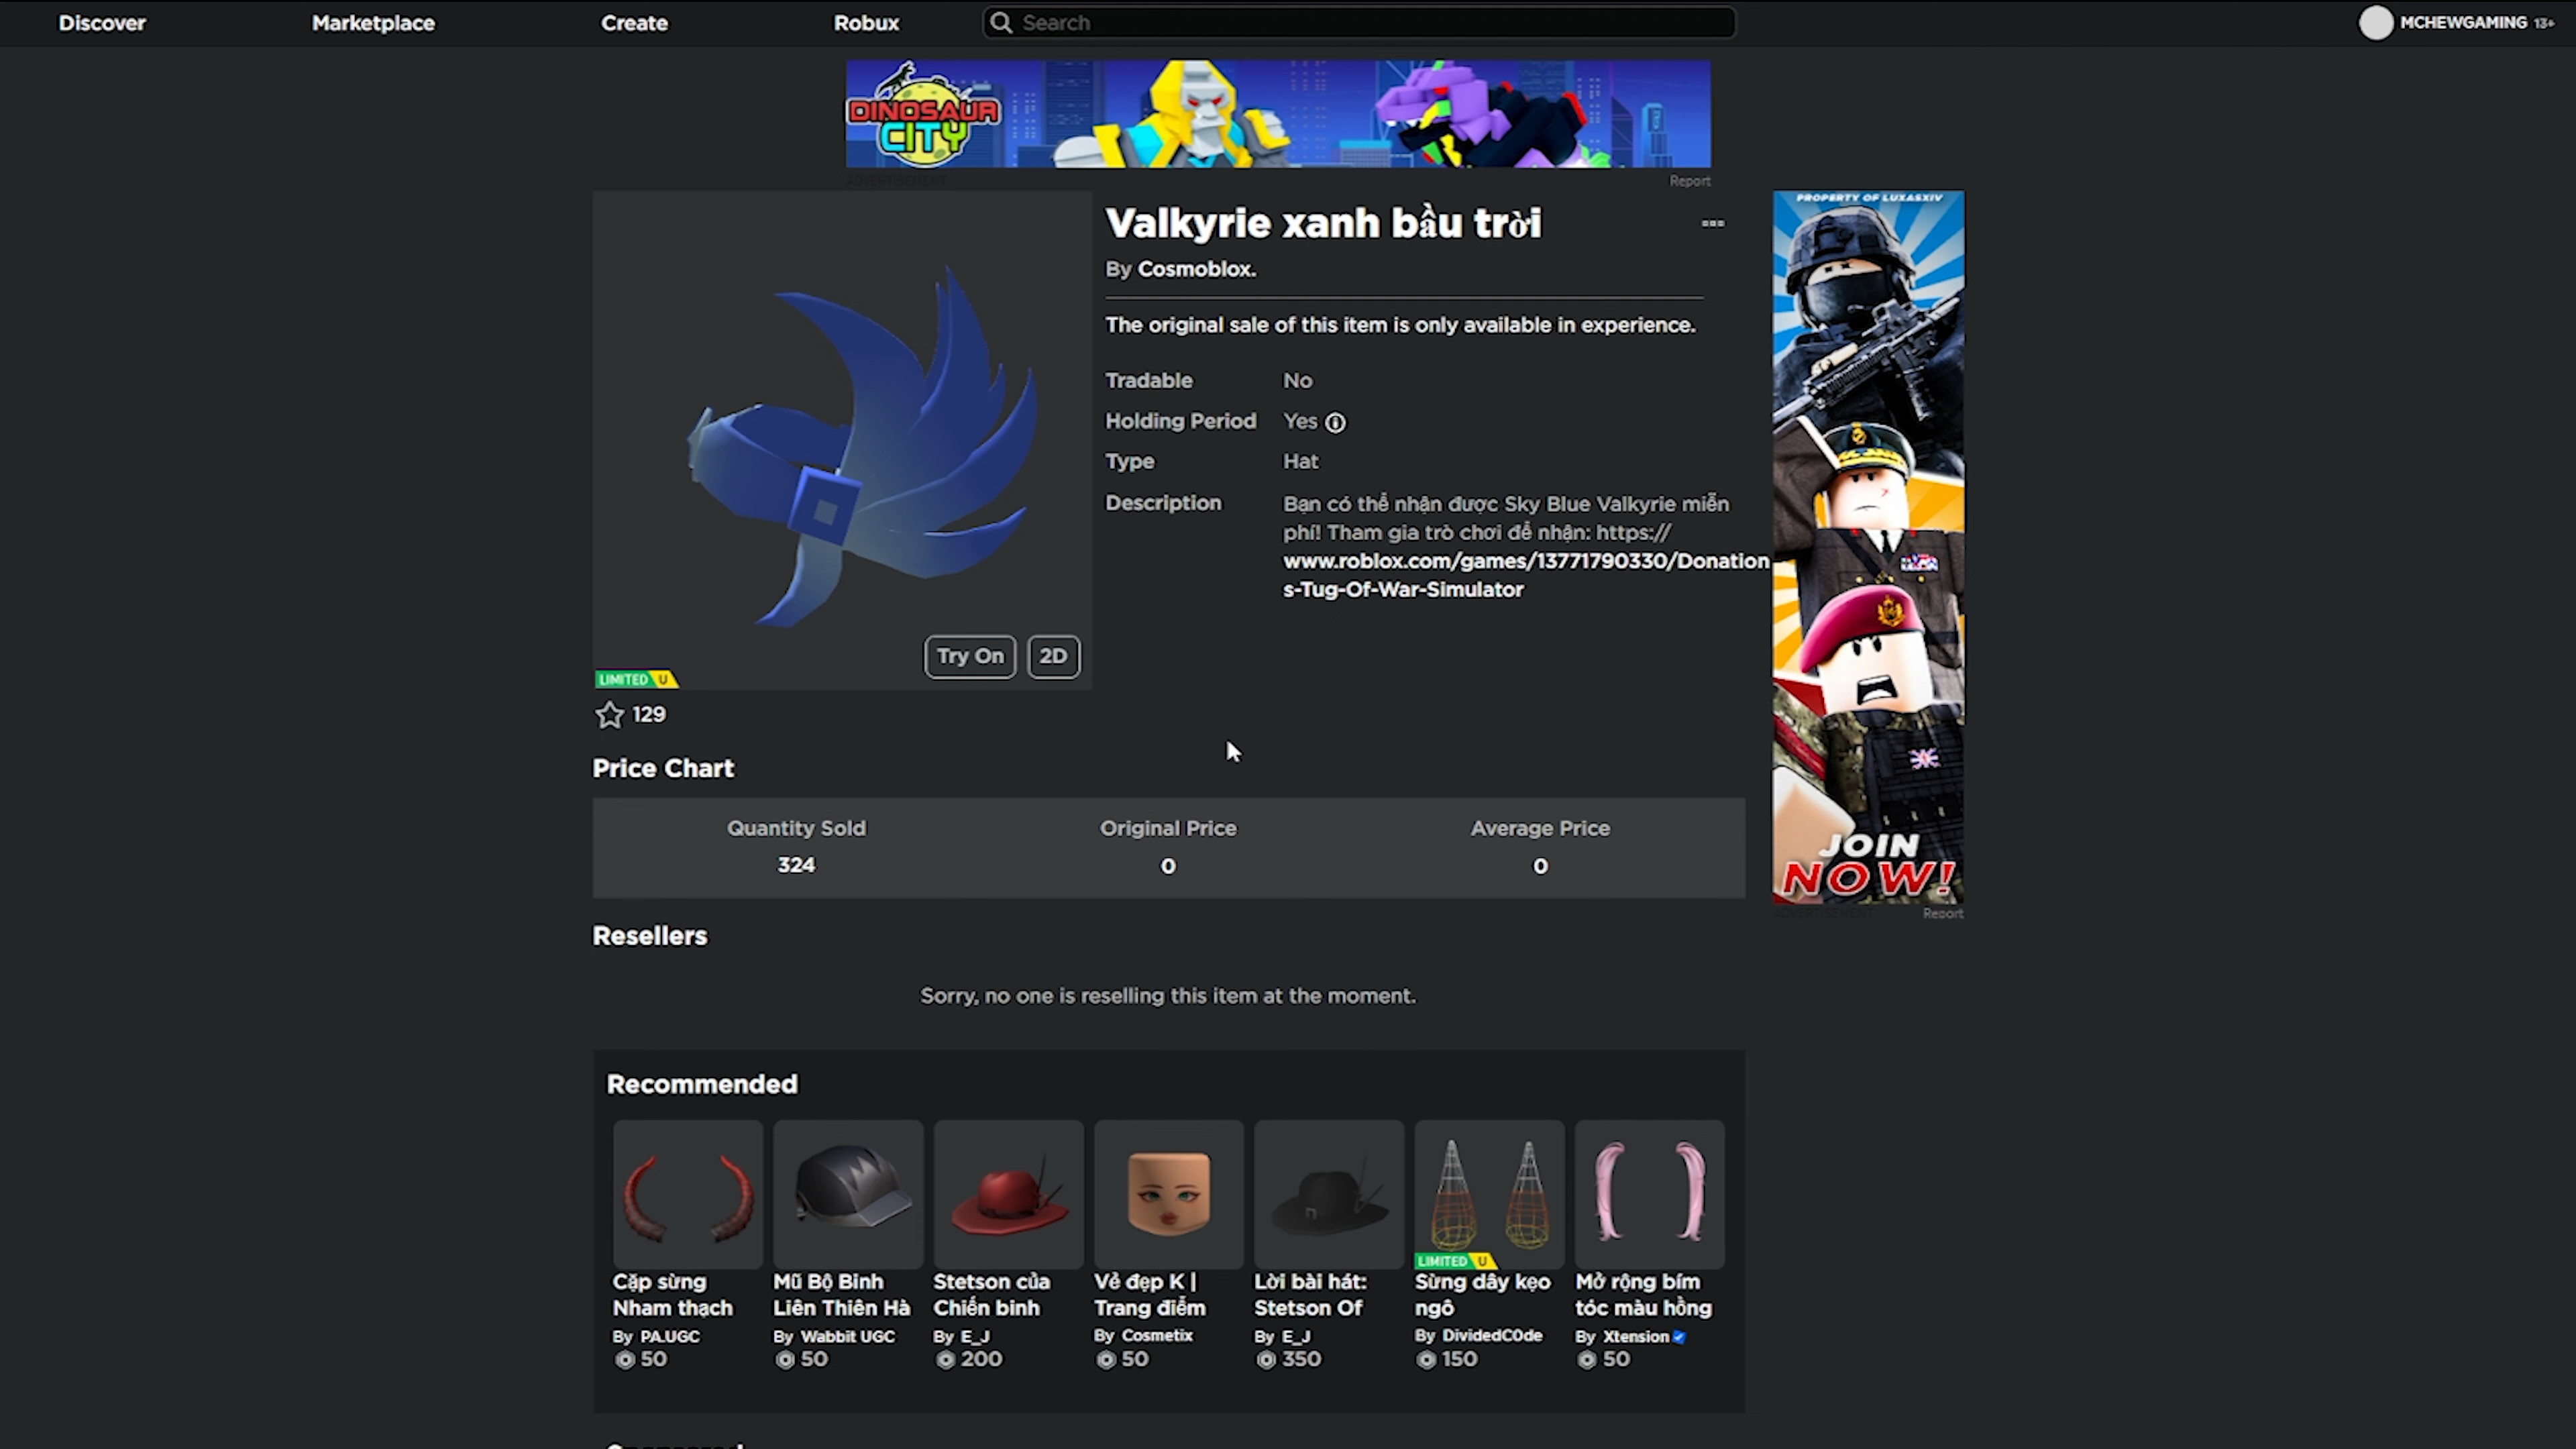 Discover
Marketplace
Create
Robux
Search
MCHEWGAMING 13+
DINOSAUR
CITY
ADVERTISEMENT
Report
Valkyrie xanh bầu trời
By Cosmoblox.
The original sale of this item is only available in experience.
Tradable No
Holding Period Yes
Type Hat
Description Bạn có thể nhận được Sky Blue Valkyrie miễn
phí! Tham gia trò chơi để nhận: https://
www.roblox.com/games/13771790330/Donation
s-Tug-Of-War-Simulator
Try On
2D
LIMITED U
129
PROPERTY OF LUXASXIV
JOIN
NOW!
ADVERTISEMENT
Report
Price Chart
Quantity Sold
324
Original Price
0
Average Price
0
Resellers
Sorry, no one is reselling this item at the moment.
Recommended
Cặp sừng
Nham thạch
By PA.UGC
50
Mũ Bộ Binh
Liên Thiên Hà
By Wabbit UGC
50
Stetson của
Chiến binh
By E_J
200
Vẻ đẹp K |
Trang điểm
By Cosmetix
50
Lời bài hát:
Stetson Of
By E_J
350
LIMITED U
Sừng dây kẹo
ngô
By DividedC0de
150
Mở rộng bím
tóc màu hồng
By Xtension
50